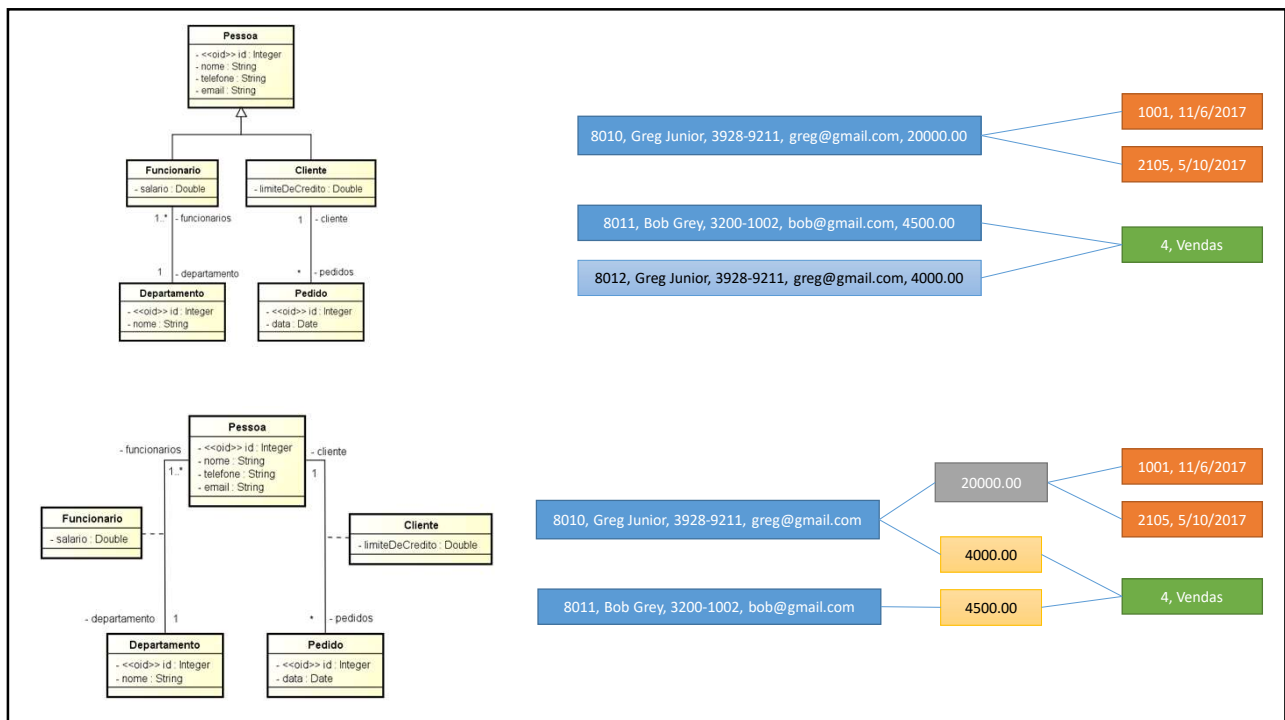 Pessoa
- <<oid>> id : Integer
- nome : String
- telefone : String
- email : String
Funcionario
- salario : Double
Cliente
- limiteDeCredito : Double
1..*
- funcionarios
1
- cliente
1
- departamento
*
- pedidos
Departamento
- <<oid>> id : Integer
- nome : String
Pedido
- <<oid>> id : Integer
- data : Date
8010, Greg Junior, 3928-9211, greg@gmail.com, 20000.00
1001, 11/6/2017
2105, 5/10/2017
8011, Bob Grey, 3200-1002, bob@gmail.com, 4500.00
8012, Greg Junior, 3928-9211, greg@gmail.com, 4000.00
4, Vendas
Pessoa
- <<oid>> id : Integer
- nome : String
- telefone : String
- email : String
- funcionarios
1..*
- cliente
1
Funcionario
- salario : Double
Cliente
- limiteDeCredito : Double
- departamento
1
*
- pedidos
Departamento
- <<oid>> id : Integer
- nome : String
Pedido
- <<oid>> id : Integer
- data : Date
8010, Greg Junior, 3928-9211, greg@gmail.com
20000.00
1001, 11/6/2017
2105, 5/10/2017
4000.00
8011, Bob Grey, 3200-1002, bob@gmail.com
4500.00
4, Vendas